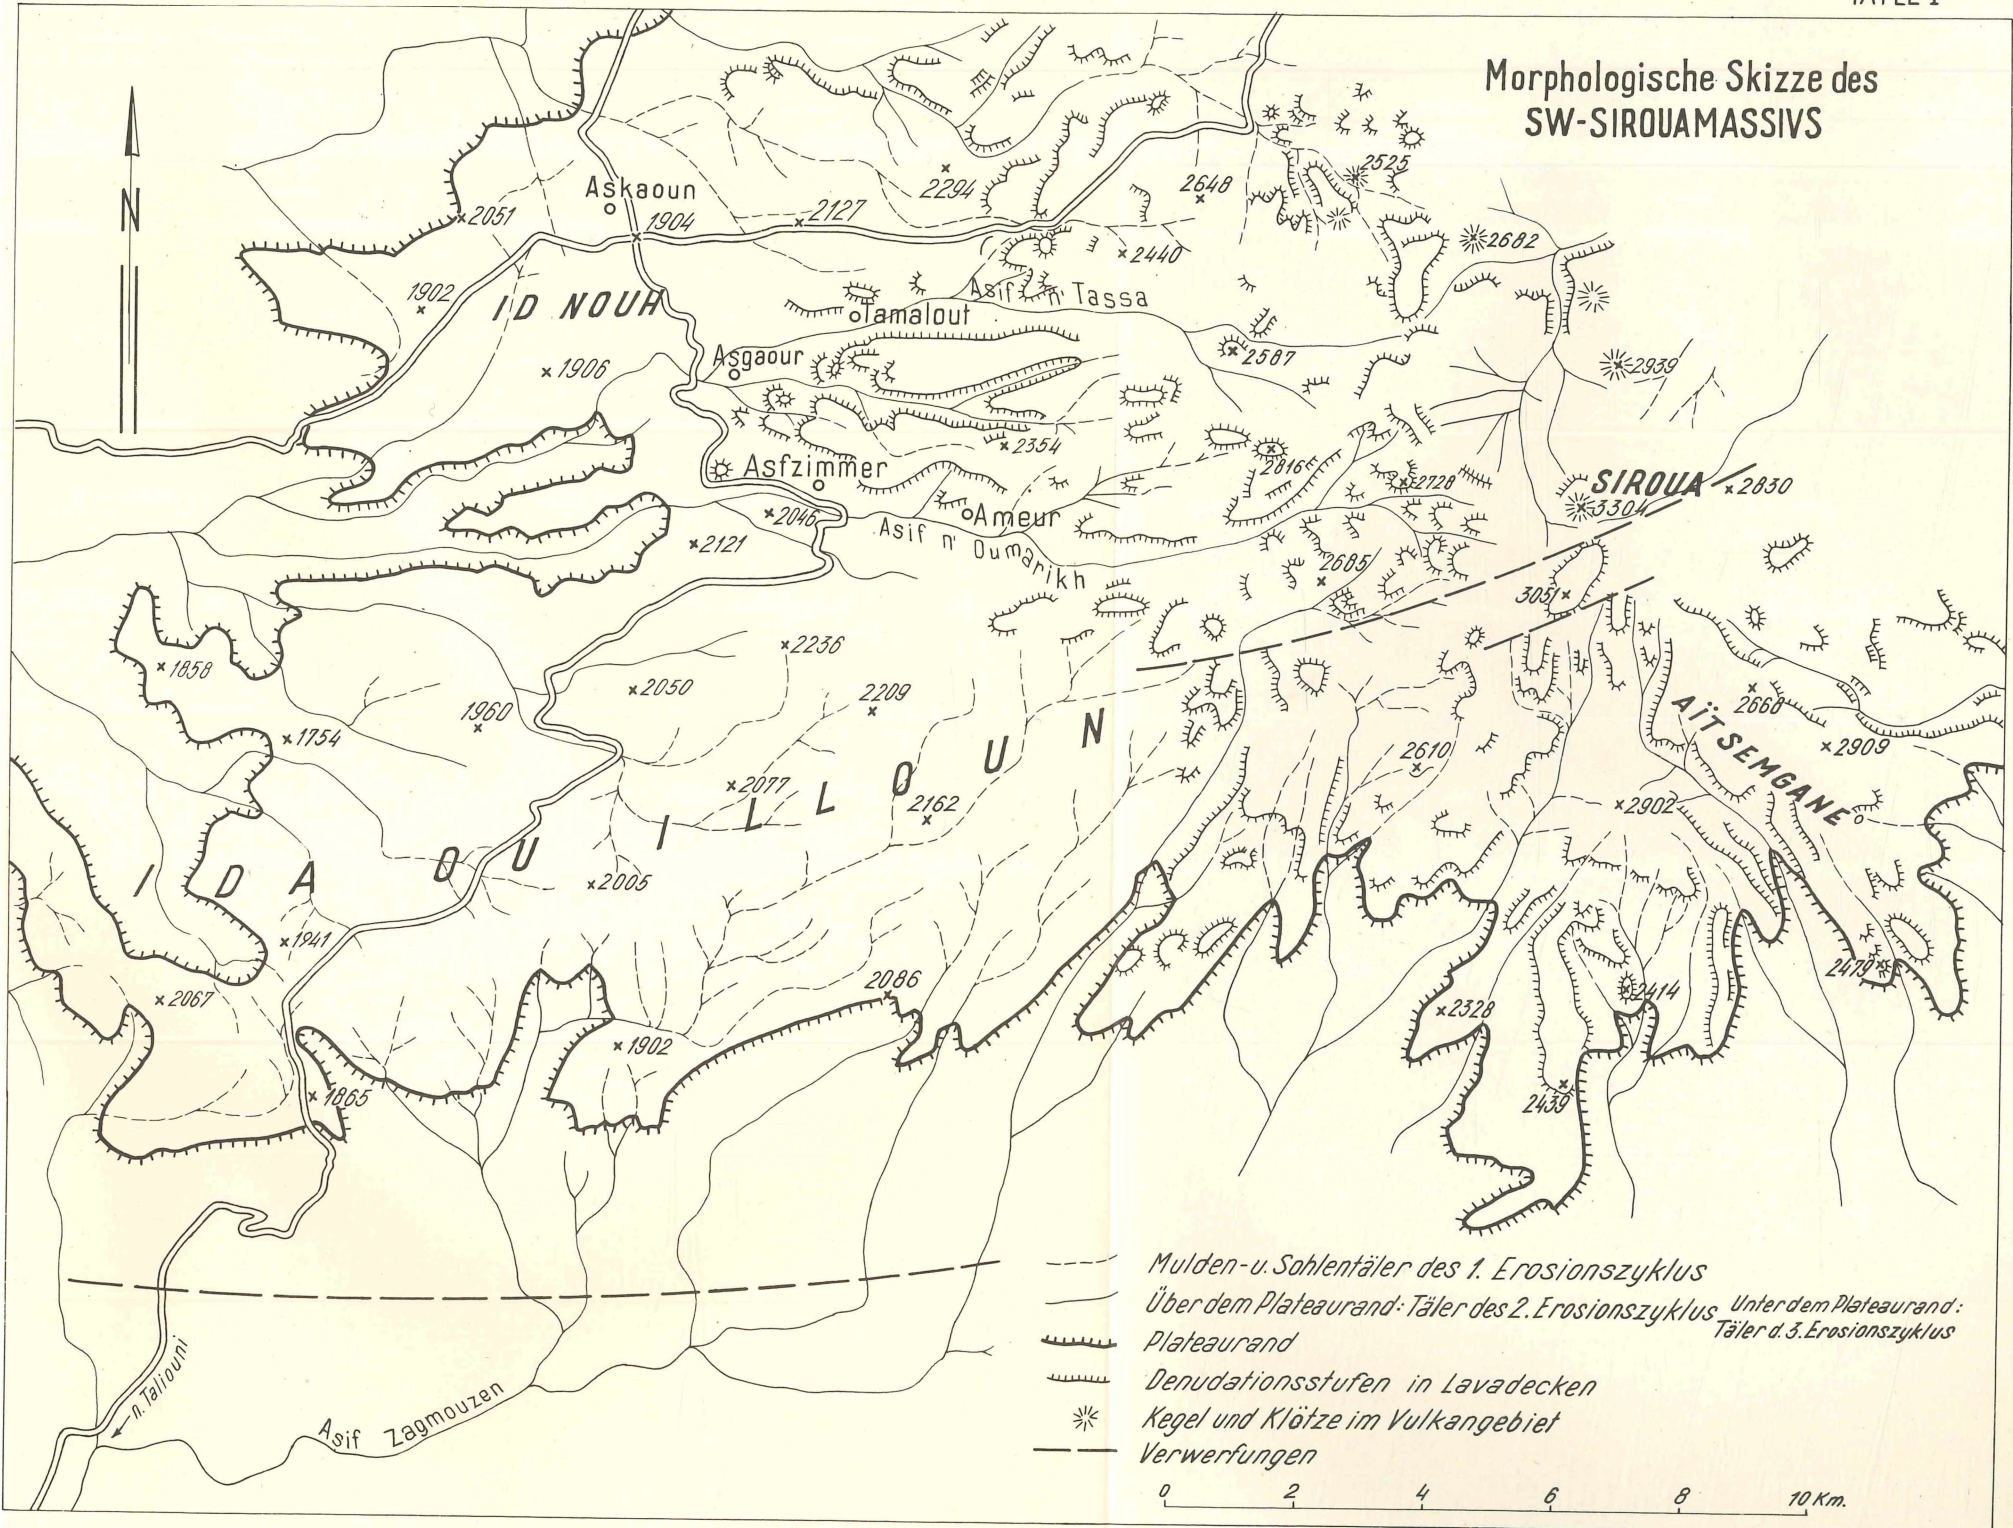 TAFEL 1
Morphologische Skizze des
SW-SIROUAMASSIVS
N
2525
2294
2648
Askaoun
2051
1904
2127
2682
2440
1902
ID NOUH
Asif n' Tassa
Tamalout
Asgaour
2587
1906
2939
2354
Asfzimmer
2816
2728
SIROUA
2830
3304
2046
Ameur
2121
Asif n' Oumarikh
2685
3051
1858
2236
2050
2209
2668
AÏT SEMGANE
1960
1754
2909
2610
2077
2162
2902
IDA OU ILLOUN
2005
1941
2479
2067
2086
2414
2328
1902
1865
2439
Mulden-u. Sohlentäler des 1. Erosionszyklus
Über dem Plateaurand: Täler des 2. Erosionszyklus Unter dem Plateaurand:
Täler d. 3. Erosionszyklus
Plateaurand
n. Taliouni
Denudationsstufen in Lavadecken
Asif Zagmouzen
Kegel und Klötze im Vulkangebiet
Verwerfungen
0 2 4 6 8 10 Km.